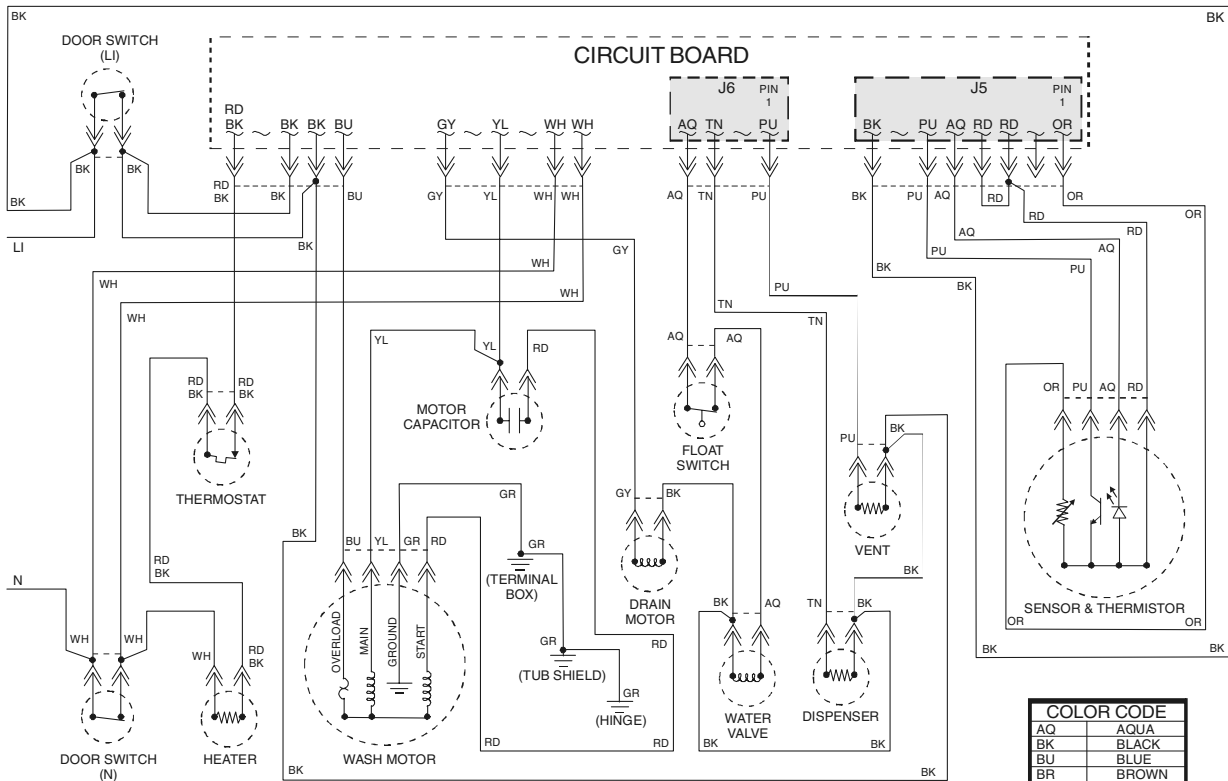 BK
BK
DOOR SWITCH
(LI)
CIRCUIT BOARD
J6
PIN
1
J5
PIN
1
RD
BK
BK
BK
BU
GY
YL
WH
WH
AQ
TN
PU
BK
PU
AQ
RD
RD
OR
BK
BK
BK
RD
BK
BK
BU
GY
YL
WH
WH
AQ
TN
PU
BK
PU
AQ
RD
OR
RD
OR
RD
LI
BK
GY
AQ
AQ
WH
WH
PU
BK
PU
BK
WH
WH
TN
TN
YL
YL
RD
AQ
AQ
RD
BK
RD
BK
MOTOR
CAPACITOR
OR
PU
AQ
RD
FLOAT
SWITCH
PU
BK
THERMOSTAT
GR
GY
BK
BK
BU
YL
GR
RD
GR
VENT
RD
BK
(TERMINAL
BOX)
BK
N
DRAIN
MOTOR
BK
AQ
TN
BK
SENSOR & THERMISTOR
OR
OR
WH
WH
WH
RD
BK
OVERLOAD
MAIN
GROUND
START
GR
RD
BK
BK
(TUB SHIELD)
GR
(HINGE)
WATER
VALVE
DISPENSER
DOOR SWITCH
(N)
HEATER
WASH MOTOR
RD
RD
BK
BK
BK
BK
COLOR CODE
AQ AQUA
BK BLACK
BU BLUE
BR BROWN